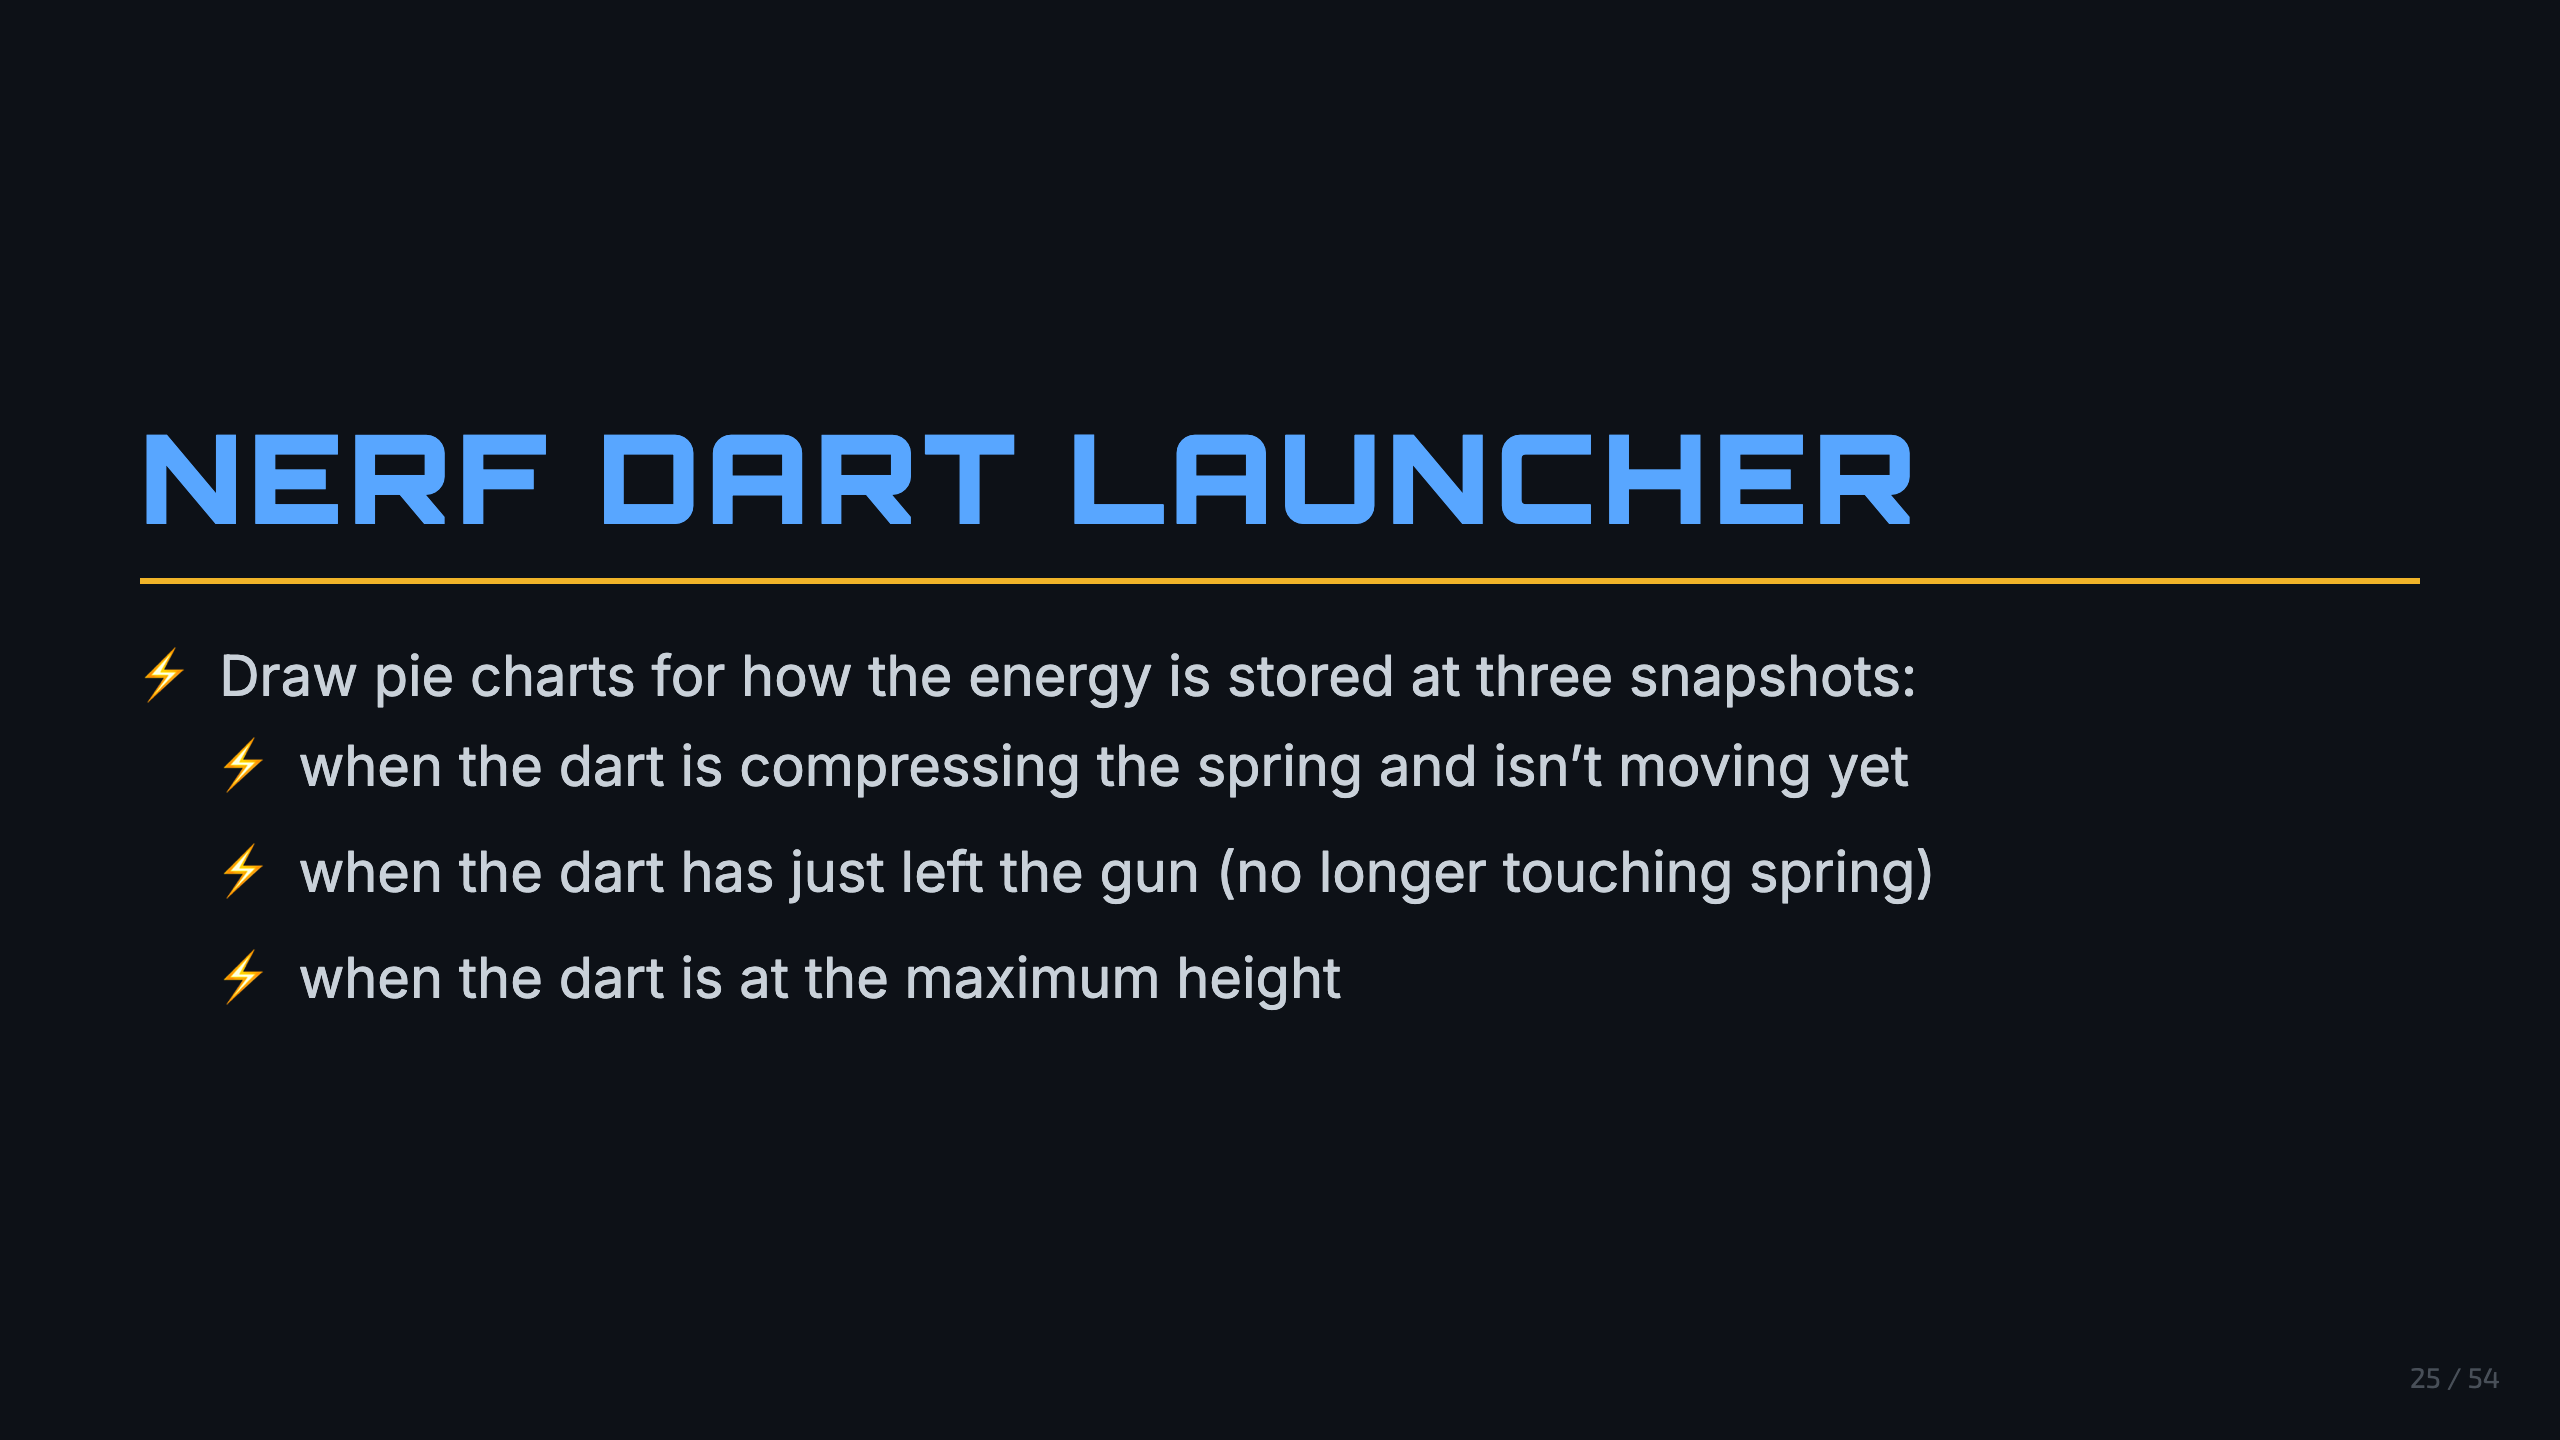 NERF DART LAUNCHER
⚡ Draw pie charts for how the energy is stored at three snapshots:
⚡ when the dart is compressing the spring and isn’t moving yet
⚡ when the dart has just left the gun (no longer touching spring)
⚡ when the dart is at the maximum height
25 / 54